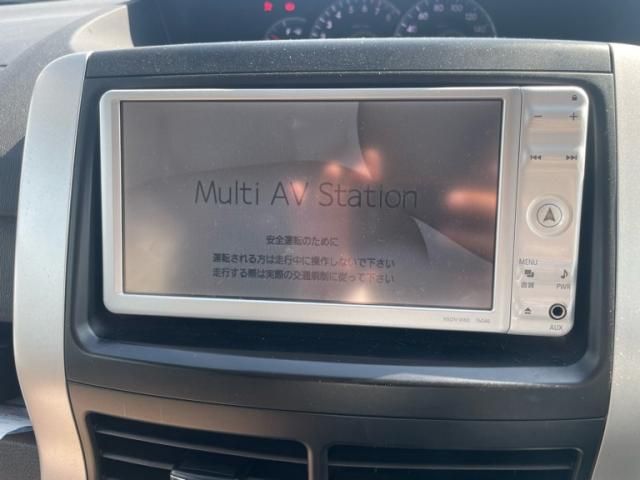 Multi AV Station
安全運転のために
運転される方は走行中に操作しないで下さい
走行する際は実際の交通規制に従って下さい
MENU
画調
PWR
AUX